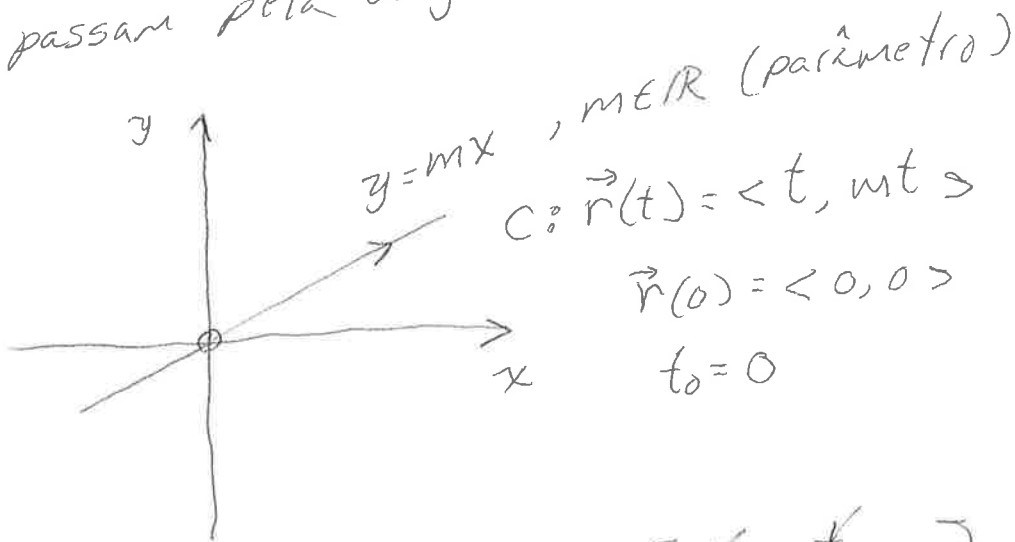 passam pela
y
y = mx , m ∈ ℝ (parâmetro)
C: r⃗(t) = < t, mt >
r⃗(0) = < 0, 0 >
x
t₀ = 0